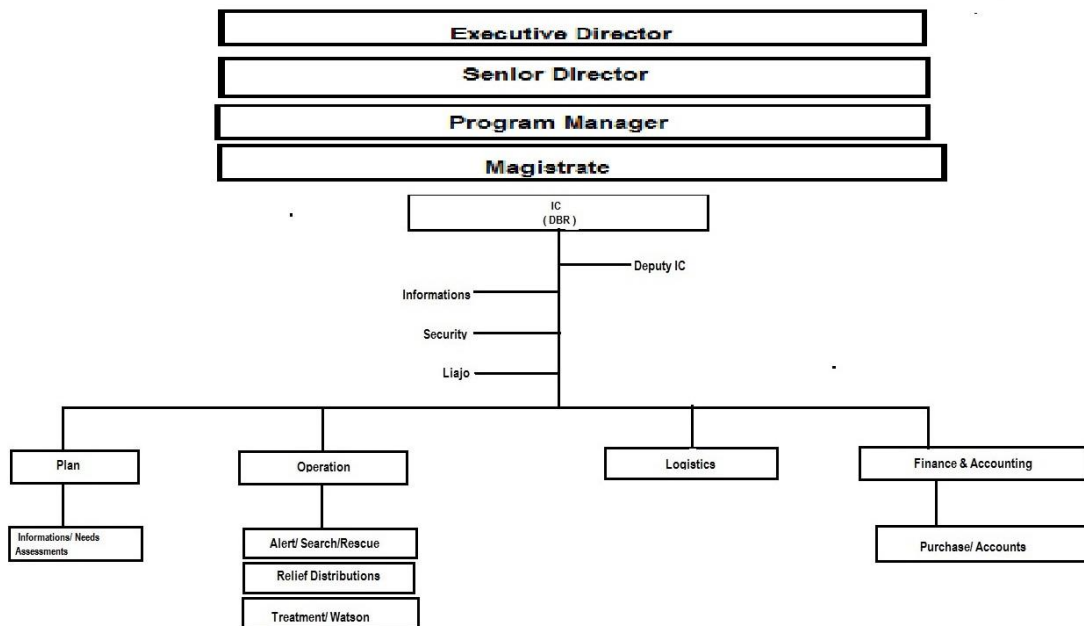 Executive Director
Senior Director
Program Manager
Magistrate
IC
( DBR )
Deputy IC
Informations
Security
Liajo
Plan
Operation
Logistics
Finance & Accounting
Informations/ Needs
Assessments
Alert/ Search/Rescue
Relief Distributions
Treatment/ Watson
Purchase/ Accounts